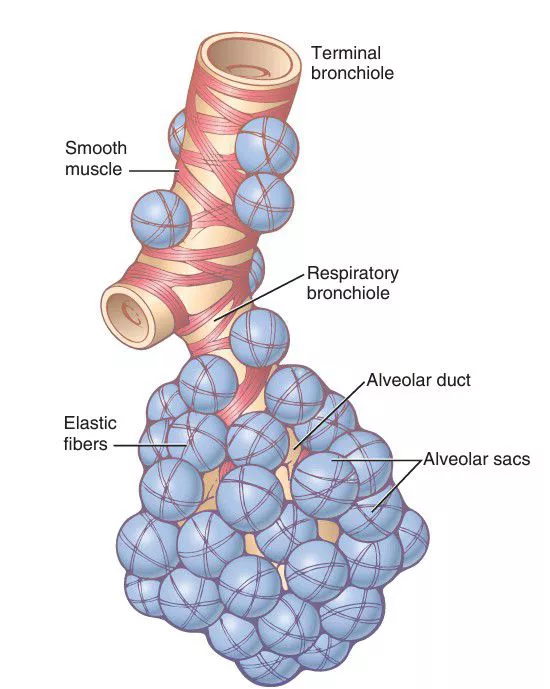 Terminal
bronchiole
Smooth
muscle
Respiratory
bronchiole
Alveolar duct
Elastic
fibers
Alveolar sacs